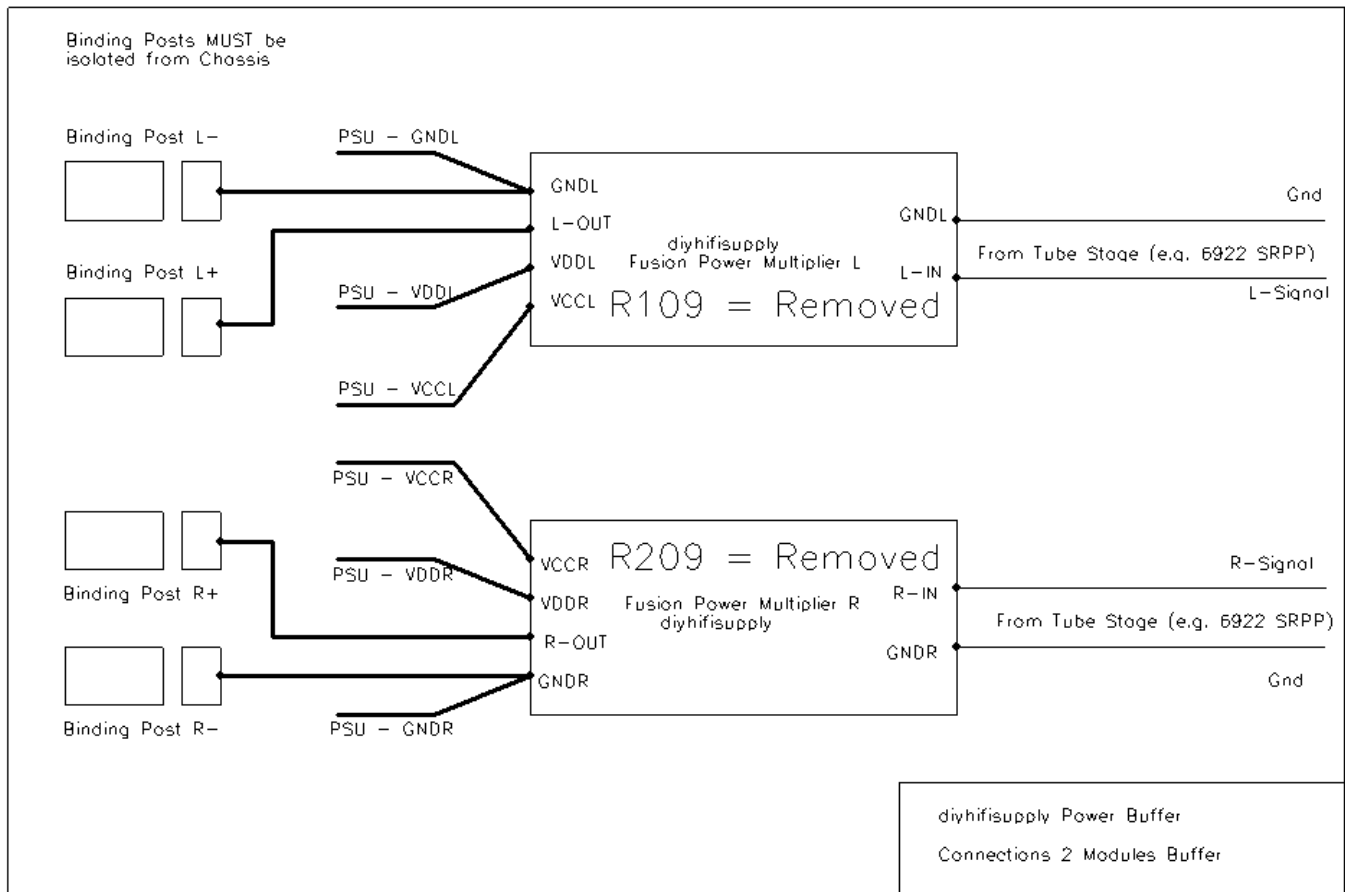 Binding Posts MUST be
isolated from Chassis
Binding Post L-
PSU - GNDL
GNDL
L-OUT
GNDL
Gnd
diyhifisupply
Fusion Power Multiplier L
From Tube Stage (e.g. 6922 SRPP)
Binding Post L+
VDDL
L-IN
PSU - VDDL
VCCL
R109 = Removed
L-Signal
PSU - VCCL
PSU - VCCR
VCCR
R209 = Removed
R-Signal
PSU - VDDR
R-IN
Binding Post R+
VDDR
Fusion Power Multiplier R
diyhifisupply
From Tube Stage (e.g. 6922 SRPP)
R-OUT
GNDR
GNDR
Gnd
Binding Post R-
PSU - GNDR
diyhifisupply Power Buffer
Connections 2 Modules Buffer